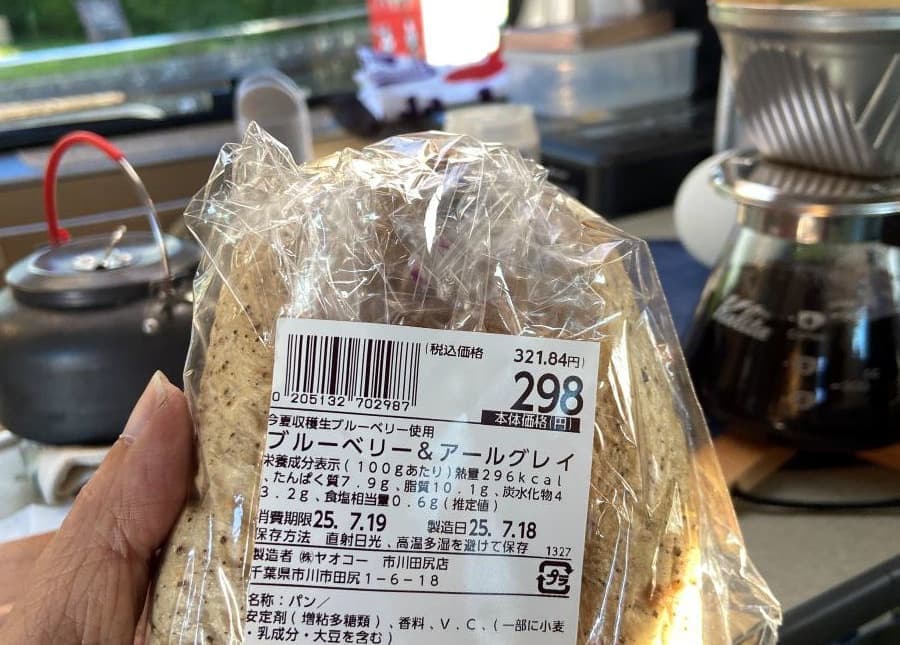 (税込価格 321.84円)
298
本体価格(円)
0 205132 702987
今夏収穫生ブルーベリー使用
ブルーベリー&アールグレイ
栄養成分表示(100gあたり)熱量296kcal
、たんぱく質7.9g、脂質10.1g、炭水化物4
3.2g、食塩相当量0.6g(推定値)
消費期限25. 7.19 製造日25. 7.18
保存方法 直射日光、高温多湿を避けて保存 1327
製造者 ㈱ヤオコー 市川田尻店
千葉県市川市田尻1-6-18
プラ
名称:パン/
安定剤(増粘多糖類)、香料、V.C、(一部に小麦
・乳成分・大豆を含む)
Kalita